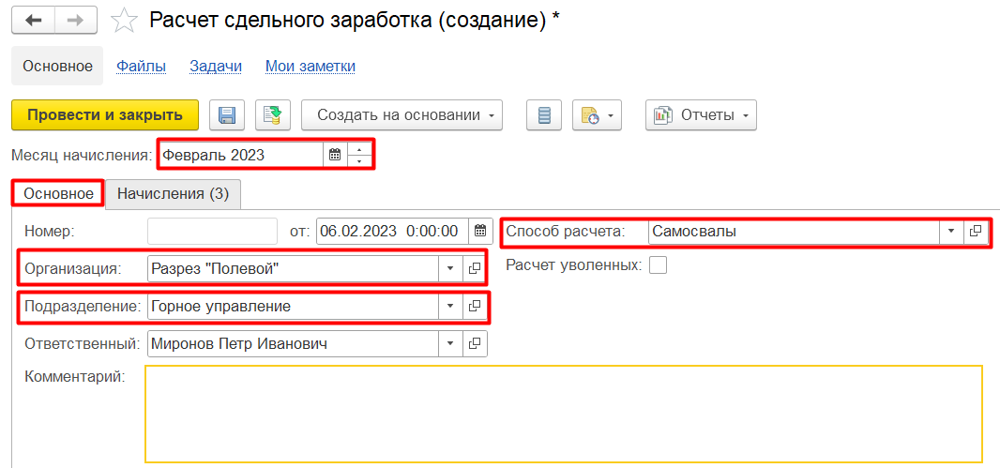 Расчет сдельного заработка (создание) *
Основное Файлы Задачи Мои заметки
Провести и закрыть Создать на основании Отчеты
Месяц начисления: Февраль 2023
Основное Начисления (3)
Номер: от: 06.02.2023 0:00:00 Способ расчета: Самосвалы
Организация: Разрез "Полевой" Расчет уволенных:
Подразделение: Горное управление
Ответственный: Миронов Петр Иванович
Комментарий: